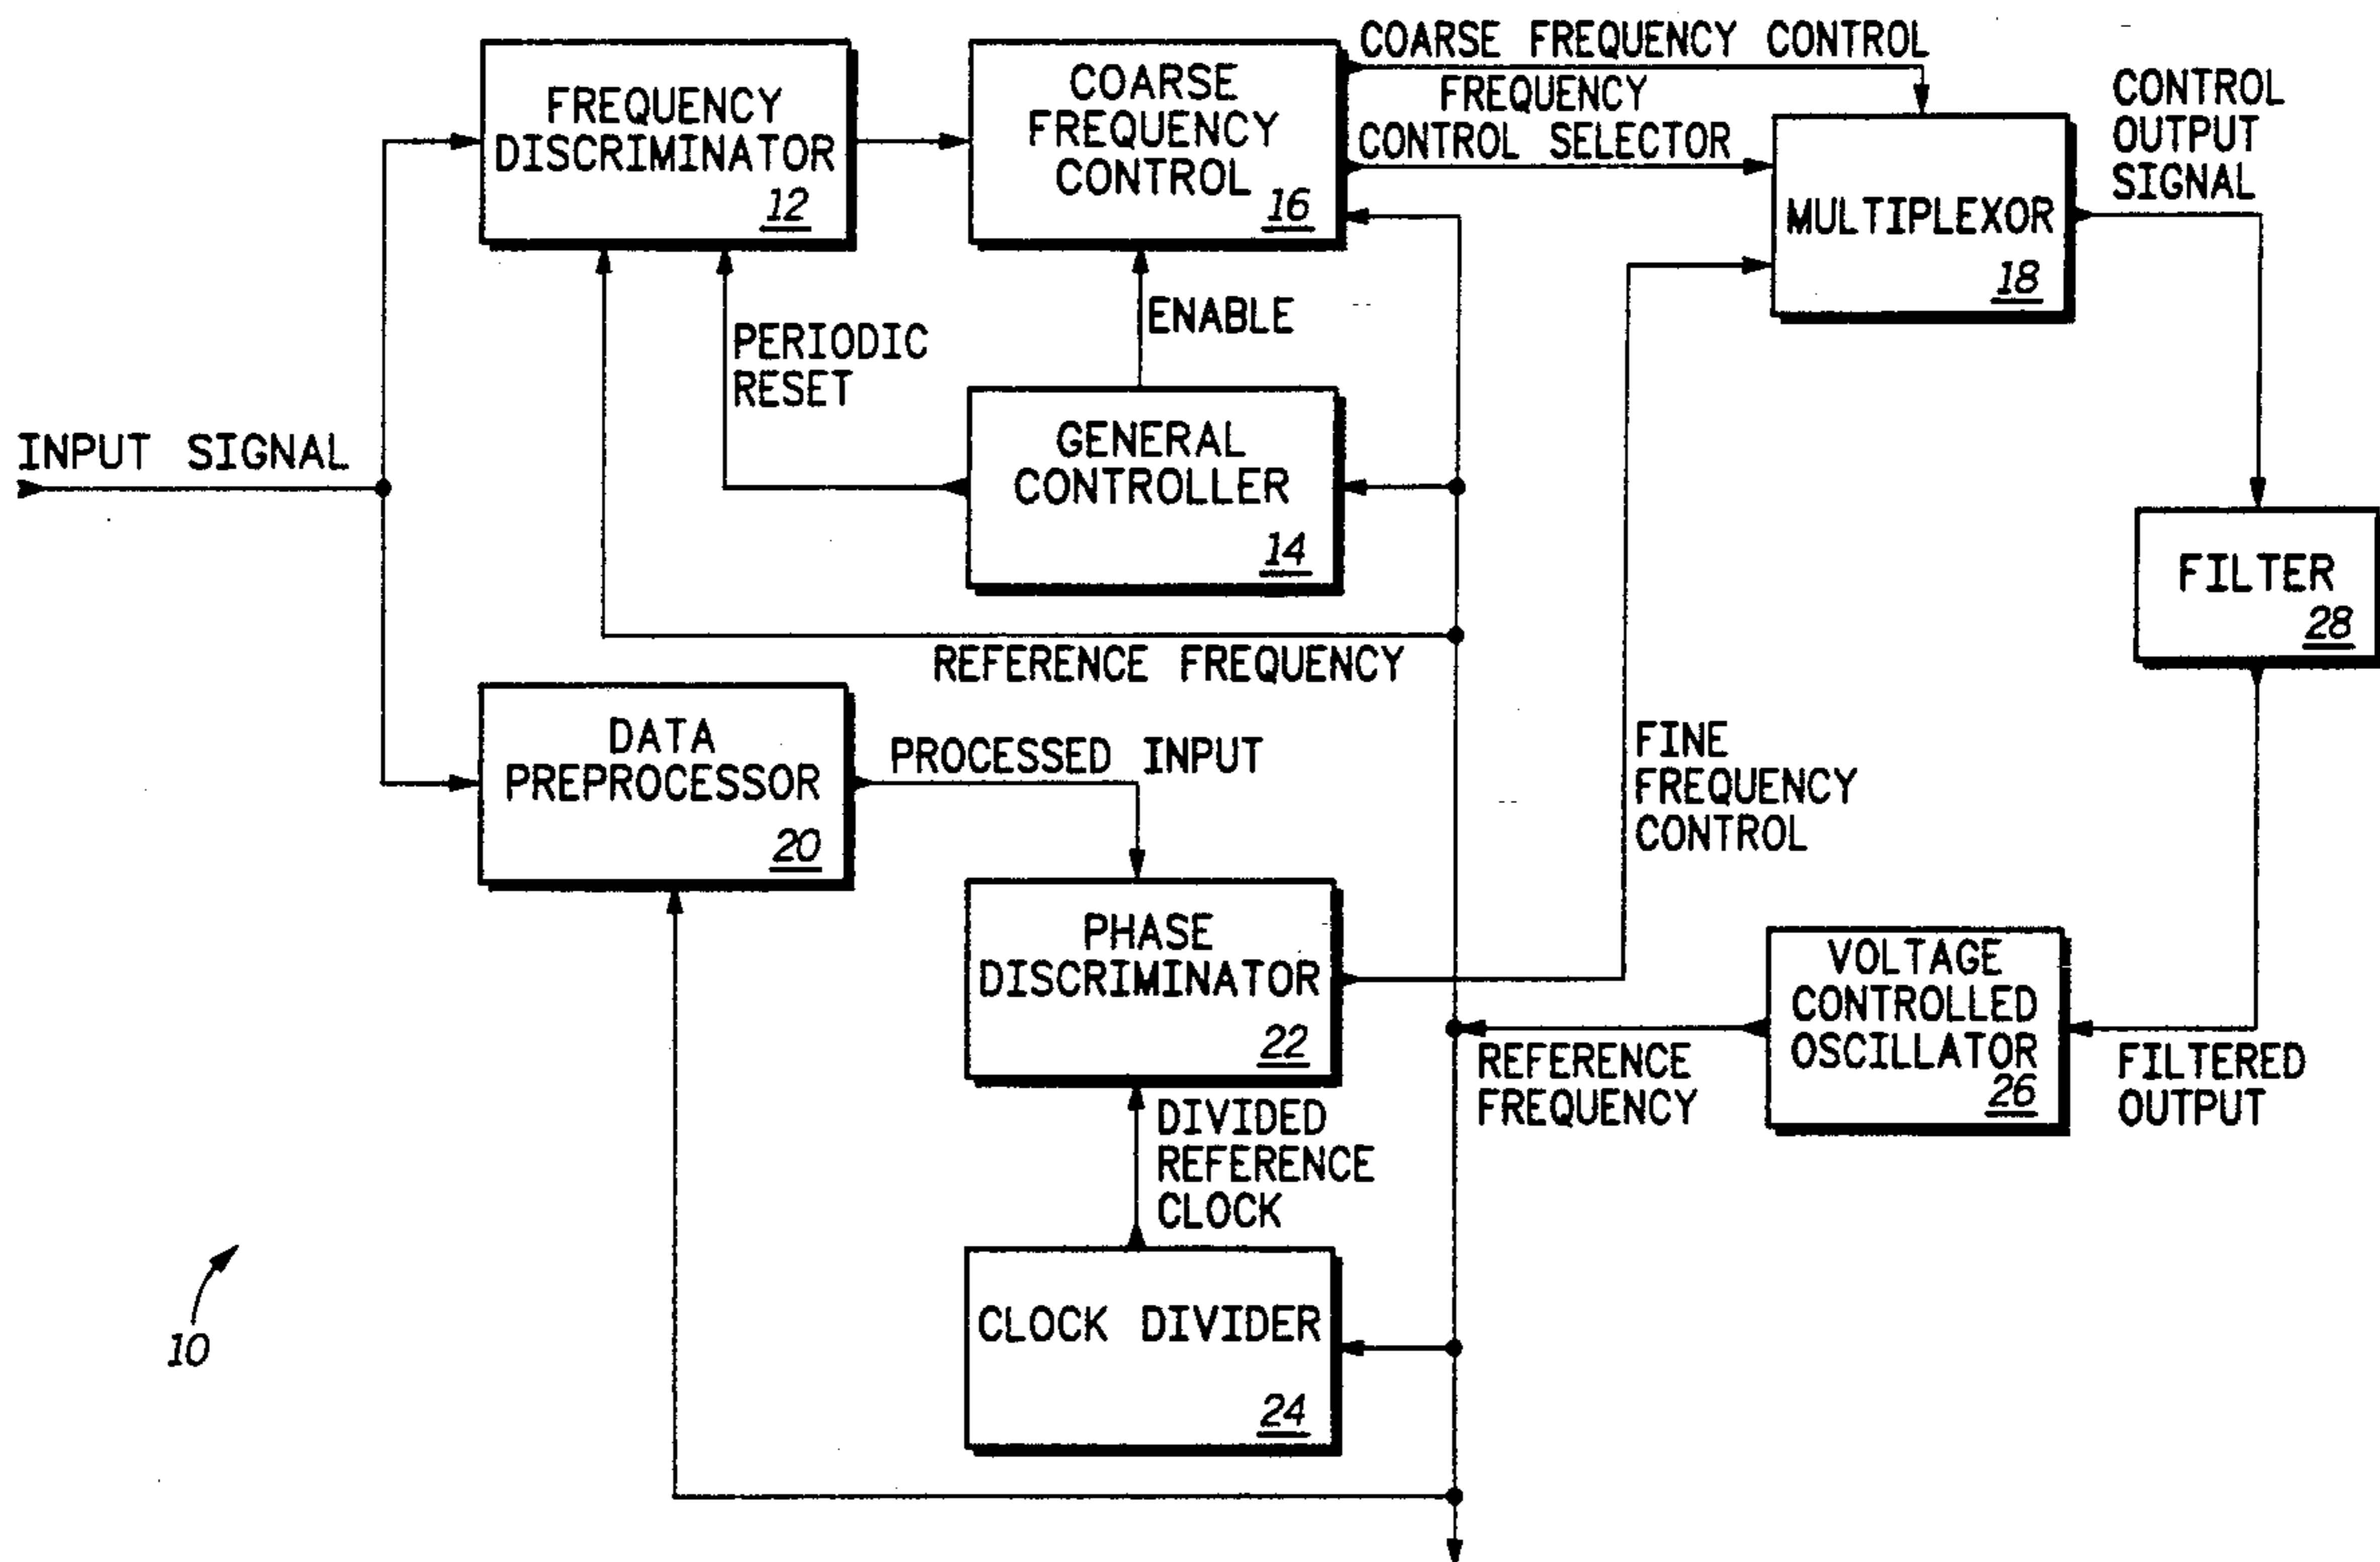 FREQUENCY
DISCRIMINATOR
12
COARSE
FREQUENCY
CONTROL
16
COARSE FREQUENCY CONTROL
FREQUENCY
CONTROL SELECTOR
MULTIPLEXOR
18
CONTROL
OUTPUT
SIGNAL
PERIODIC
RESET
ENABLE
INPUT SIGNAL
GENERAL
CONTROLLER
14
FILTER
28
REFERENCE FREQUENCY
DATA
PREPROCESSOR
20
PROCESSED INPUT
FINE
FREQUENCY
CONTROL
PHASE
DISCRIMINATOR
22
VOLTAGE
CONTROLLED
OSCILLATOR
26
REFERENCE
FREQUENCY
FILTERED
OUTPUT
DIVIDED
REFERENCE
CLOCK
CLOCK DIVIDER
24
10